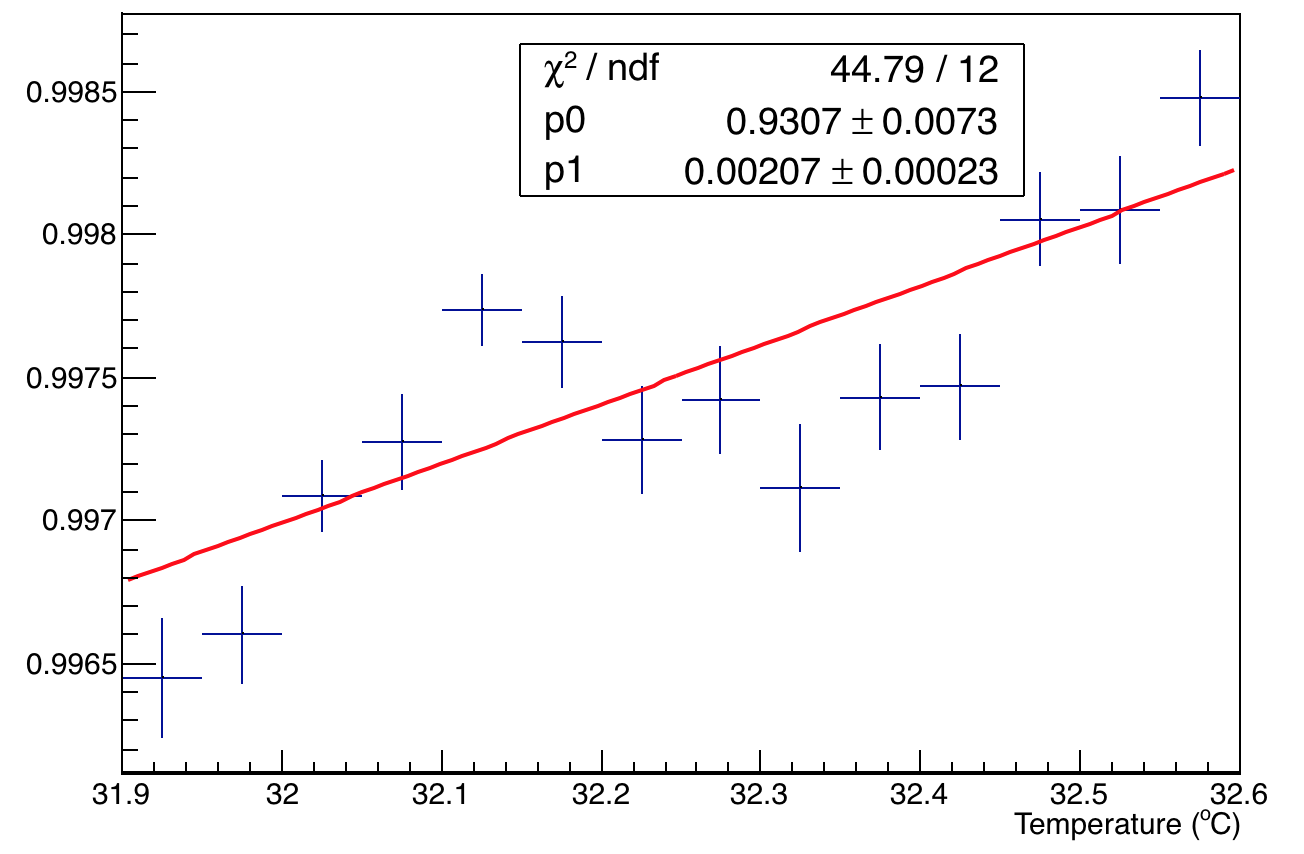 χ² / ndf 44.79 / 12
p0 0.9307 ± 0.0073
p1 0.00207 ± 0.00023
0.9985
0.998
0.9975
0.997
0.9965
31.9 32 32.1 32.2 32.3 32.4 32.5 32.6
Temperature (°C)